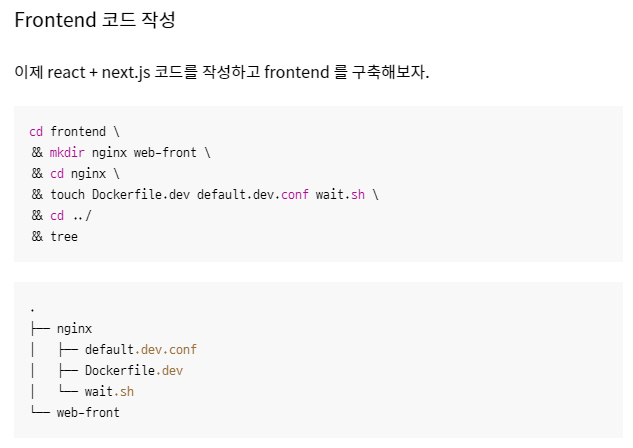 Frontend 코드 작성
이제 react + next.js 코드를 작성하고 frontend 를 구축해보자.
cd frontend \
&& mkdir nginx web-front \
&& cd nginx \
&& touch Dockerfile.dev default.dev.conf wait.sh \
&& cd ../
&& tree
.
├── nginx
│   ├── default.dev.conf
│   ├── Dockerfile.dev
│   └── wait.sh
└── web-front